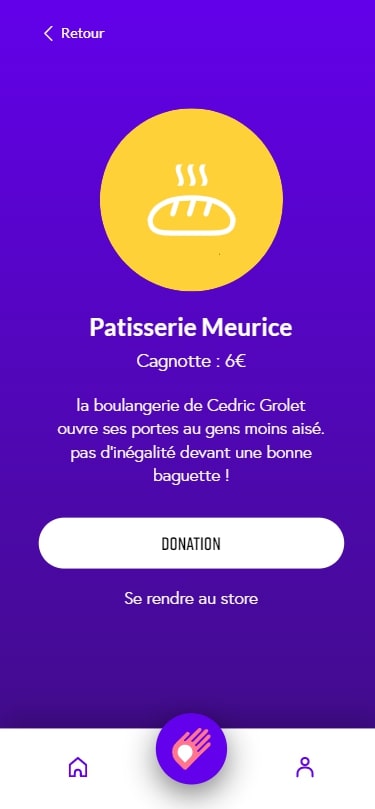 Retour
Patisserie Meurice
Cagnotte : 6€
la boulangerie de Cedric Grolet
ouvre ses portes au gens moins aisé.
pas d'inégalité devant une bonne
baguette !
DONATION
Se rendre au store